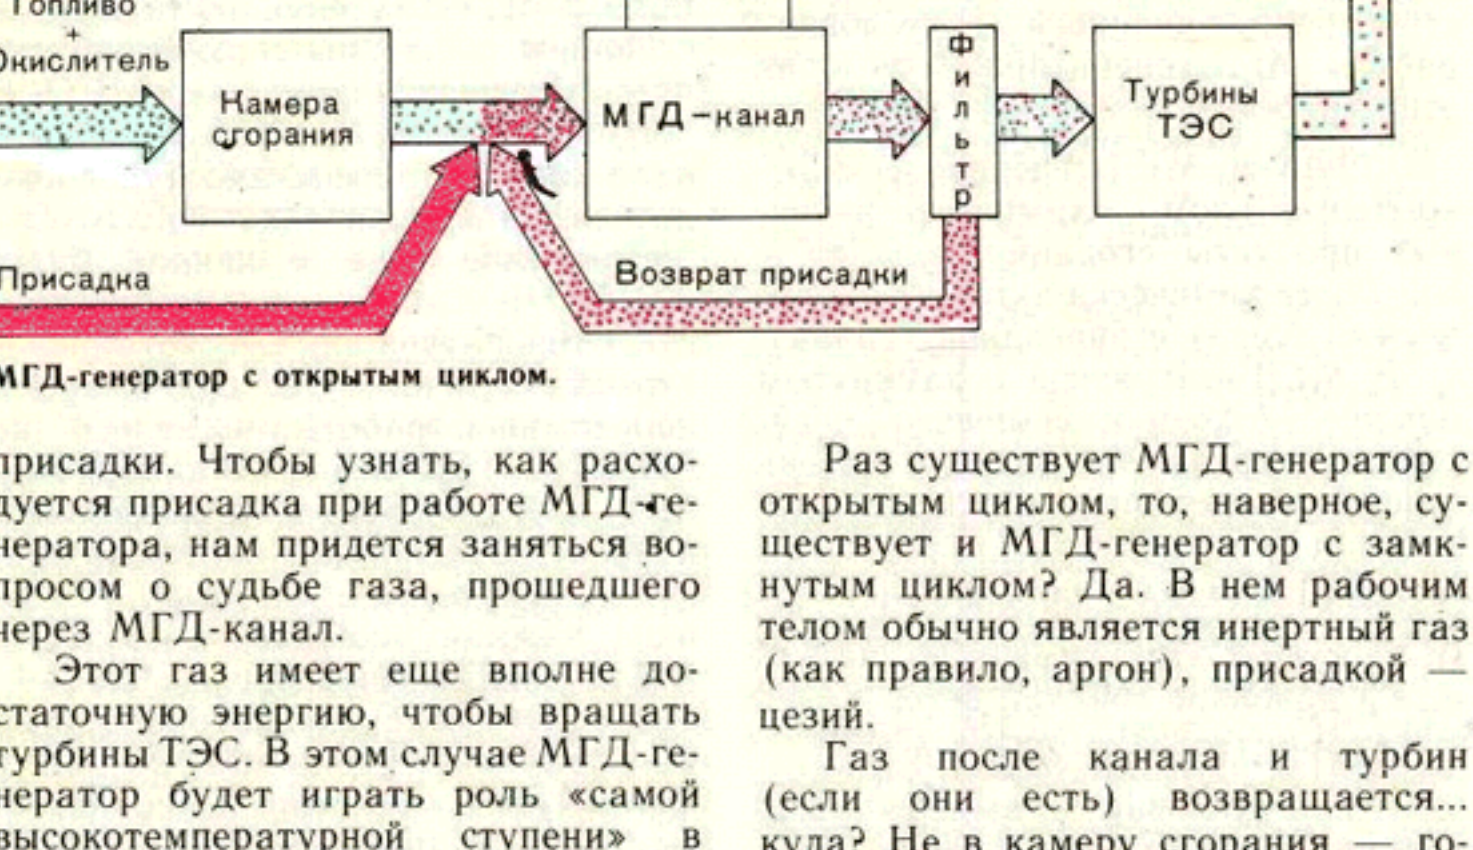 Топливо
+
Окислитель
Камера
сгорания
МГД-канал
Фильтр
Турбины
ТЭС
Присадка
Возврат присадки
МГД-генератор с открытым циклом.
присадки. Чтобы узнать, как расхо-
дуется присадка при работе МГД-ге-
нератора, нам придется заняться во-
просом о судьбе газа, прошедшего
через МГД-канал.
Этот газ имеет еще вполне до-
статочную энергию, чтобы вращать
турбины ТЭС. В этом случае МГД-ге-
нератор будет играть роль «самой
высокотемпературной ступени» в
Раз существует МГД-генератор с
открытым циклом, то, наверное, су-
ществует и МГД-генератор с замк-
нутым циклом? Да. В нем рабочим
телом обычно является инертный газ
(как правило, аргон), присадкой —
цезий.
Газ после канала и турбин
(если они есть) возвращается...
куда? Не в камеру сгорания — го-